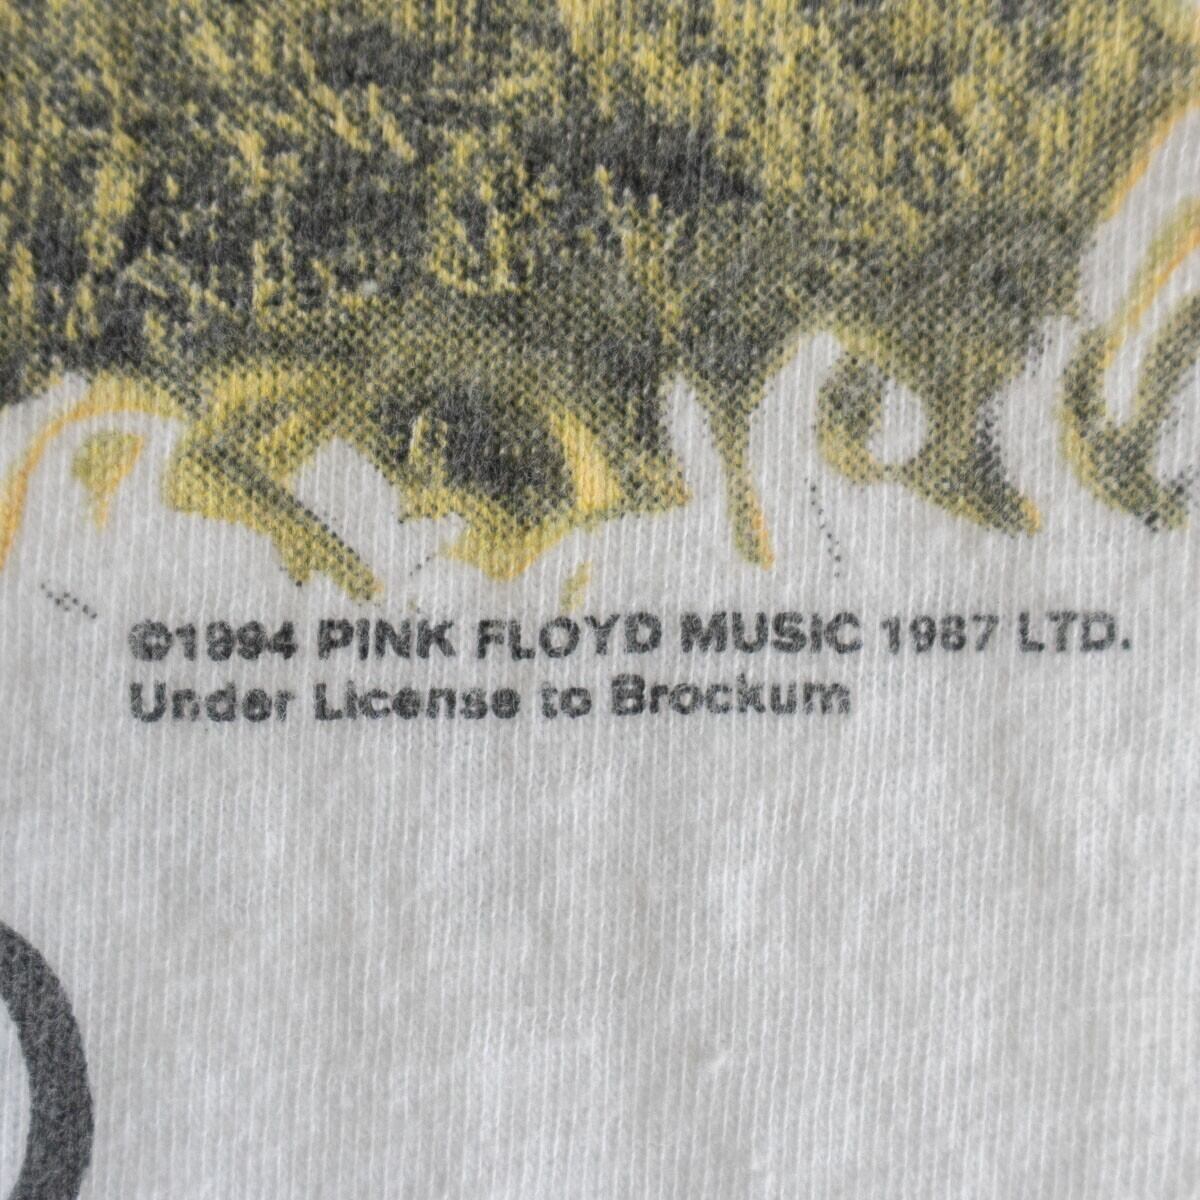 ©1994 PINK FLOYD MUSIC 1987 LTD.
Under License to Brockum